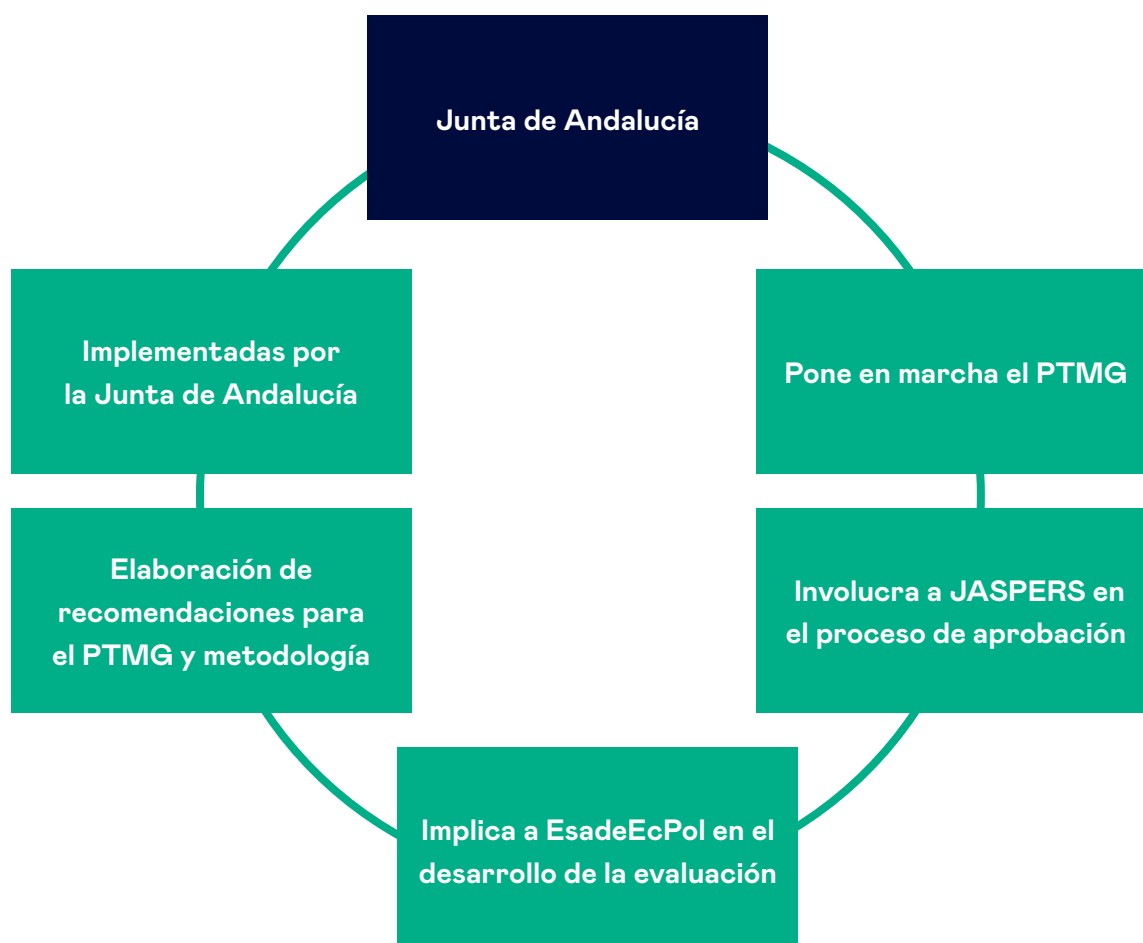 Junta de Andalucía
Pone en marcha el PTMG
Involucra a JASPERS en
el proceso de aprobación
Implica a EsadeEcPol en el
desarrollo de la evaluación
Elaboración de
recomendaciones para
el PTMG y metodología
Implementadas por
la Junta de Andalucía